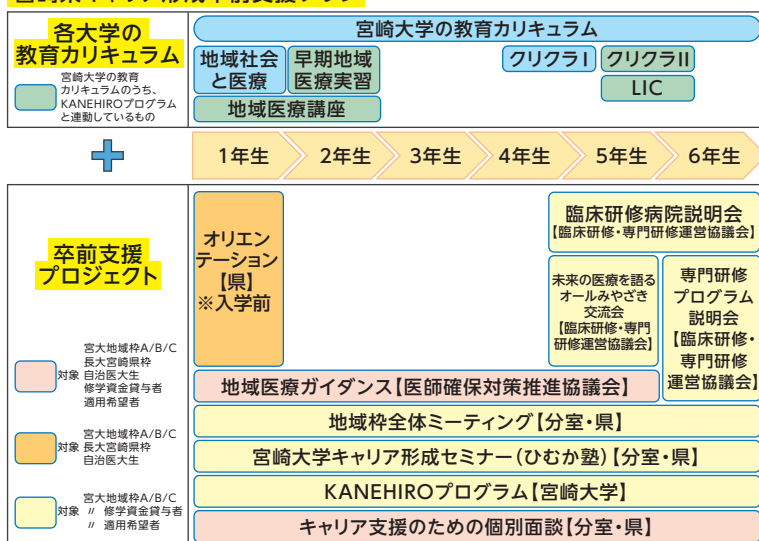 宮崎県キャリア形成卒前支援プラン
各大学の
教育カリキュラム
宮崎大学の教育
カリキュラムのうち、
KANEHIROプログラム
と連動しているもの
宮崎大学の教育カリキュラム
地域社会
と医療
早期地域
医療実習
地域医療講座
クリクラI
クリクラII
LIC
1年生
2年生
3年生
4年生
5年生
6年生
卒前支援
プロジェクト
対象
宮大地域枠A/B/C
長大宮崎県枠
自治医大生
修学資金貸与者
適用希望者
対象
宮大地域枠A/B/C
長大宮崎県枠
自治医大生
対象
宮大地域枠A/B/C
〃 修学資金貸与者
〃 適用希望者
オリエン
テーション
【県】
※入学前
臨床研修病院説明会
【臨床研修・専門研修運営協議会】
未来の医療を語る
オールみやざき
交流会
【臨床研修・専門
研修運営協議会】
専門研修
プログラム
説明会
【臨床研修・
専門研修
運営協議会】
地域医療ガイダンス【医師確保対策推進協議会】
地域枠全体ミーティング【分室・県】
宮崎大学キャリア形成セミナー(ひむか塾)【分室・県】
KANEHIROプログラム【宮崎大学】
キャリア支援のための個別面談【分室・県】